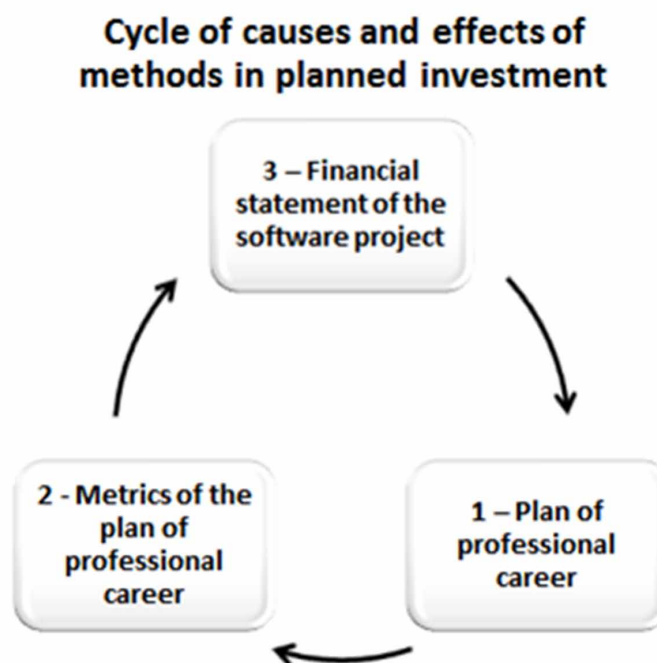 Cycle of causes and effects of
methods in planned investment
3 – Financial
statement of the
software project
2 - Metrics of the
plan of
professional
career
1 – Plan of
professional
career